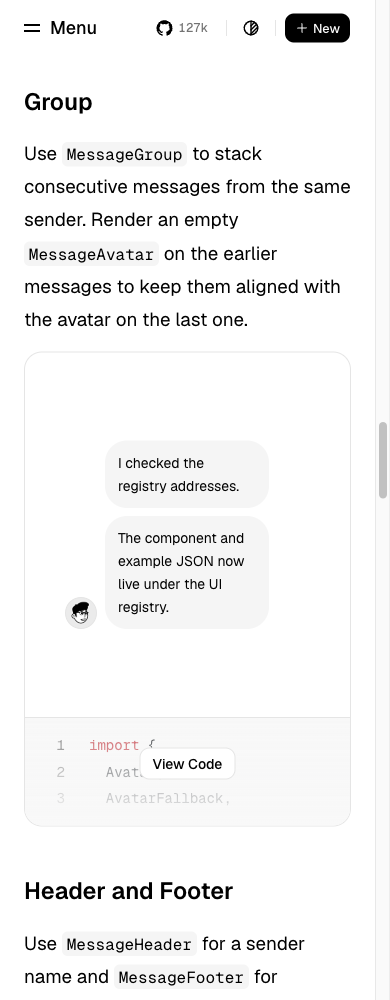 Menu 127k + New
Group
Use MessageGroup to stack
consecutive messages from the same
sender. Render an empty
MessageAvatar on the earlier
messages to keep them aligned with
the avatar on the last one.
I checked the
registry addresses.
The component and
example JSON now
live under the UI
registry.
1 import {
View Code
2
3 AvatarFallback,
Header and Footer
Use MessageHeader for a sender
name and MessageFooter for